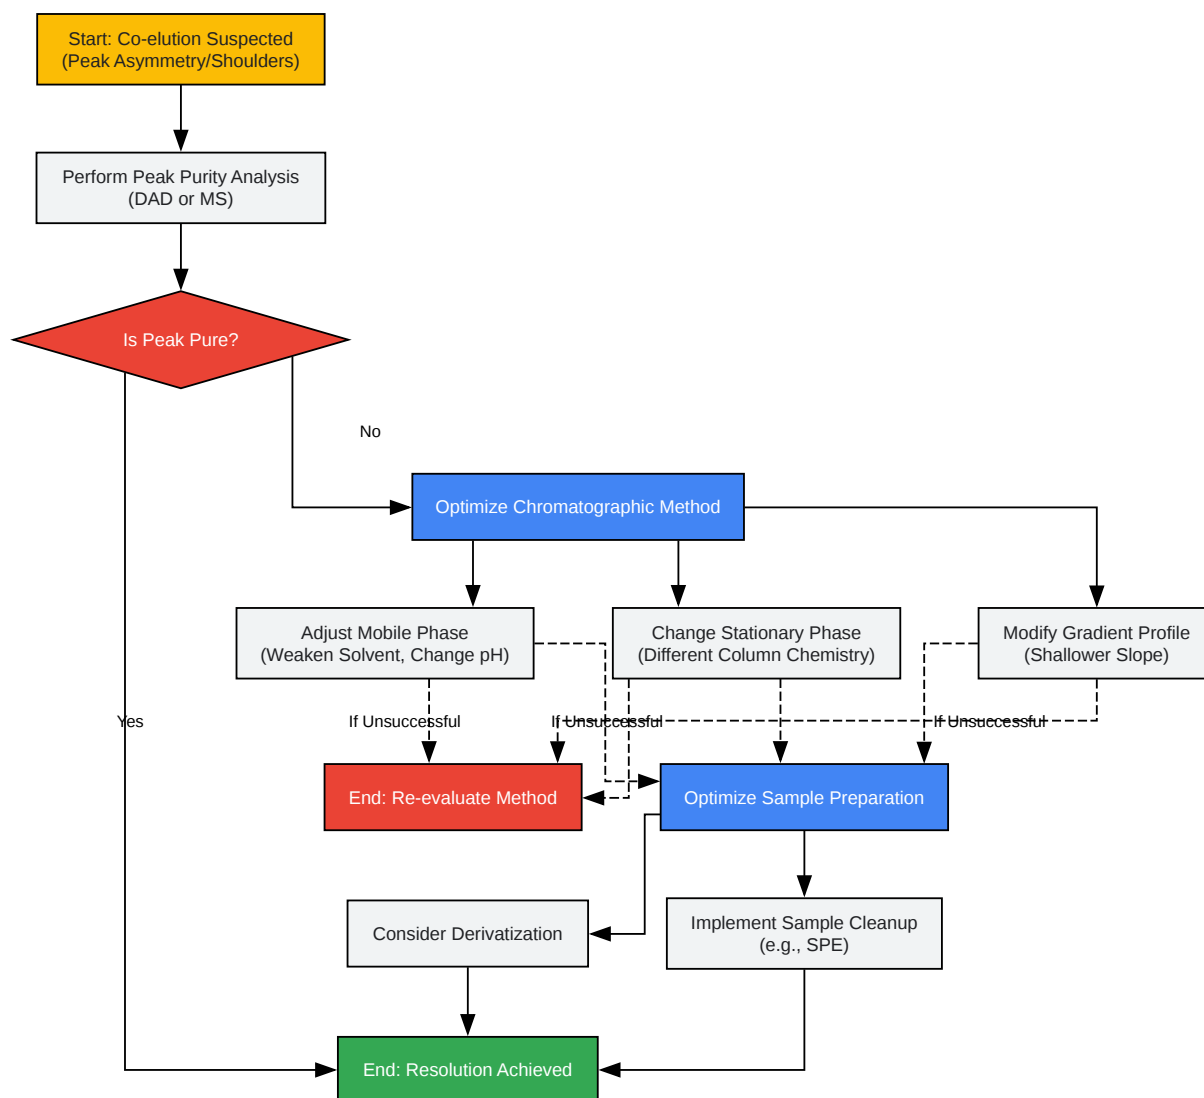 Start: Co-elution Suspected
(Peak Asymmetry/Shoulders)
Perform Peak Purity Analysis
(DAD or MS)
Is Peak Pure?
No
Optimize Chromatographic Method
Adjust Mobile Phase
(Weaken Solvent, Change pH)
Change Stationary Phase
(Different Column Chemistry)
Modify Gradient Profile
(Shallower Slope)
Yes
If Unsuccessful
If Unsuccessful
If Unsuccessful
End: Re-evaluate Method
Optimize Sample Preparation
Consider Derivatization
Implement Sample Cleanup
(e.g., SPE)
End: Resolution Achieved